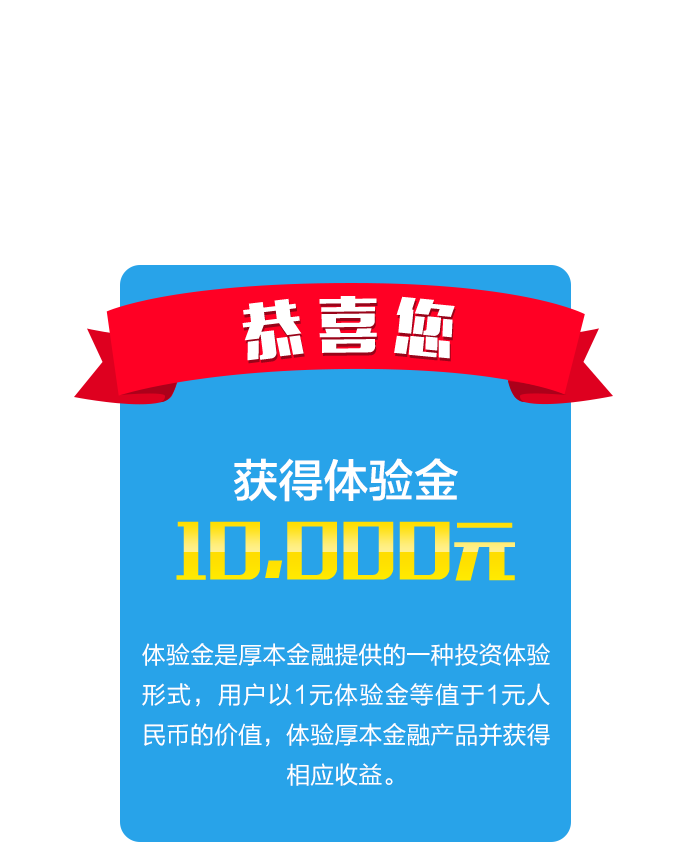 恭喜您
获得体验金
10,000元
体验金是厚本金融提供的一种投资体验
形式，用户以1元体验金等值于1元人
民币的价值，体验厚本金融产品并获得
相应收益。